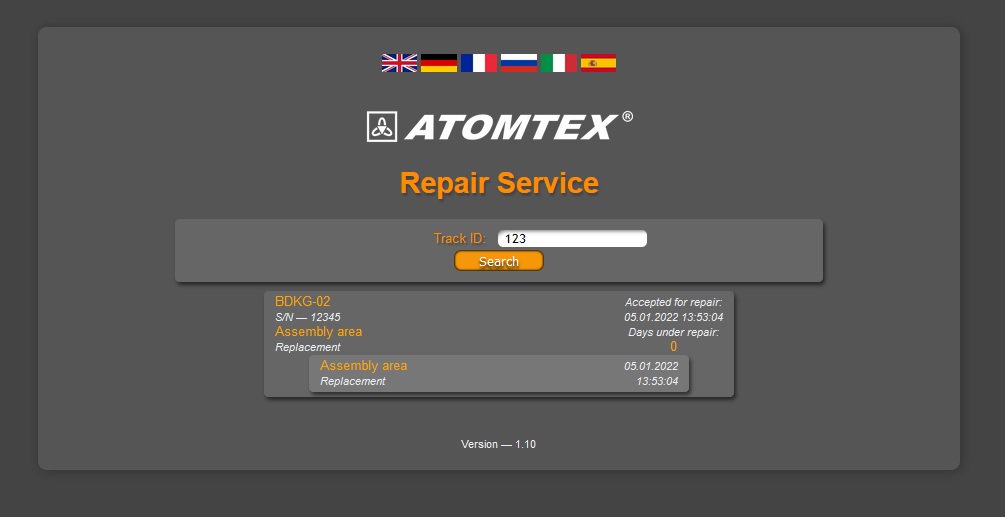 ATOMTEX®
Repair Service
Track ID: 123
Search
BDKG-02 Accepted for repair:
S/N — 12345 05.01.2022 13:53:04
Assembly area Days under repair:
Replacement 0
Assembly area 05.01.2022
Replacement 13:53:04
Version — 1.10